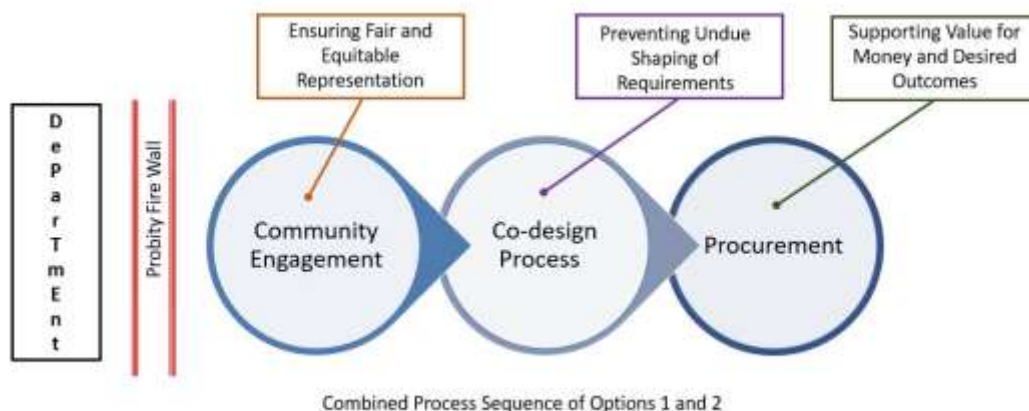 Ensuring Fair and
Equitable
Representation
Preventing Undue
Shaping of
Requirements
Supporting Value for
Money and Desired
Outcomes
DeParTmEnt
Probity Fire Wall
Community
Engagement
Co-design
Process
Procurement
Combined Process Sequence of Options 1 and 2